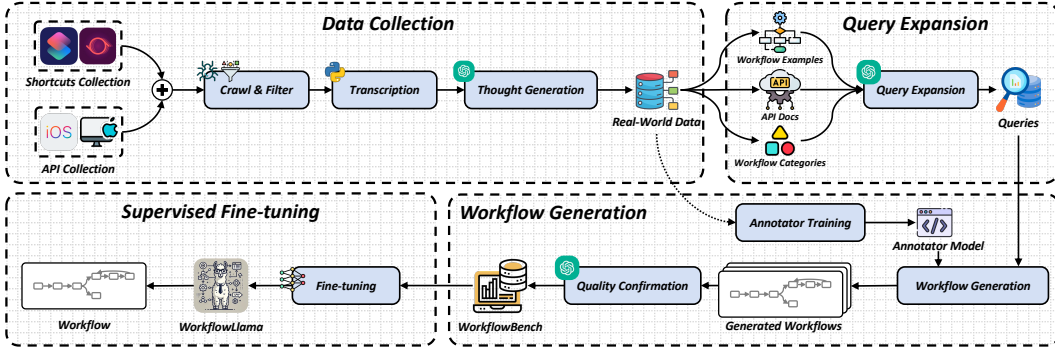 Data Collection
Shortcuts Collection
iOS
API Collection
Crawl & Filter
Transcription
Thought Generation
Real-World Data
Query Expansion
Workflow Examples
API
API Docs
Workflow Categories
Query Expansion
Queries
Supervised Fine-tuning
Workflow
WorkflowLlama
Fine-tuning
Workflow Generation
Annotator Training
</>
Annotator Model
WorkflowBench
Quality Confirmation
Generated Workflows
Workflow Generation